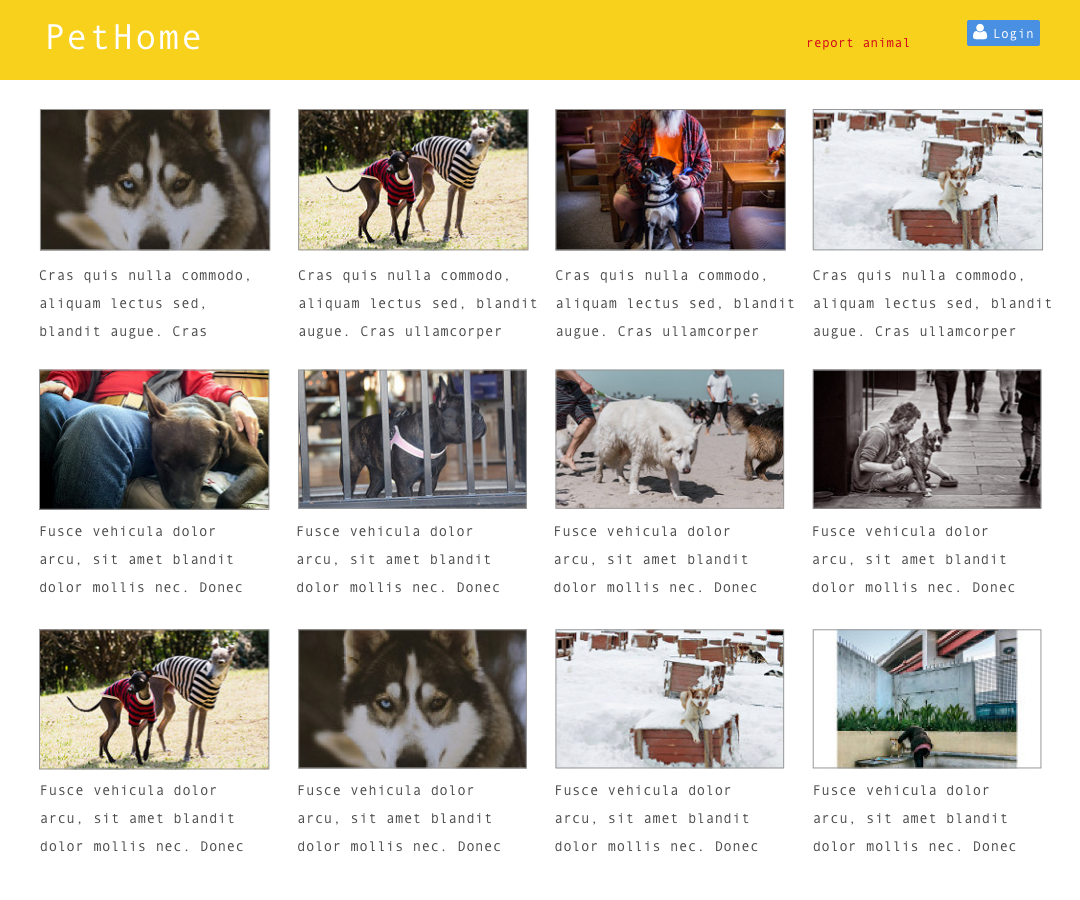 PetHome
report animal
Login
Cras quis nulla commodo,
aliquam lectus sed,
blandit augue. Cras
Cras quis nulla commodo,
aliquam lectus sed, blandit
augue. Cras ullamcorper
Cras quis nulla commodo,
aliquam lectus sed, blandit
augue. Cras ullamcorper
Cras quis nulla commodo,
aliquam lectus sed, blandit
augue. Cras ullamcorper
Fusce vehicula dolor
arcu, sit amet blandit
dolor mollis nec. Donec
Fusce vehicula dolor
arcu, sit amet blandit
dolor mollis nec. Donec
Fusce vehicula dolor
arcu, sit amet blandit
dolor mollis nec. Donec
Fusce vehicula dolor
arcu, sit amet blandit
dolor mollis nec. Donec
Fusce vehicula dolor
arcu, sit amet blandit
dolor mollis nec. Donec
Fusce vehicula dolor
arcu, sit amet blandit
dolor mollis nec. Donec
Fusce vehicula dolor
arcu, sit amet blandit
dolor mollis nec. Donec
Fusce vehicula dolor
arcu, sit amet blandit
dolor mollis nec. Donec